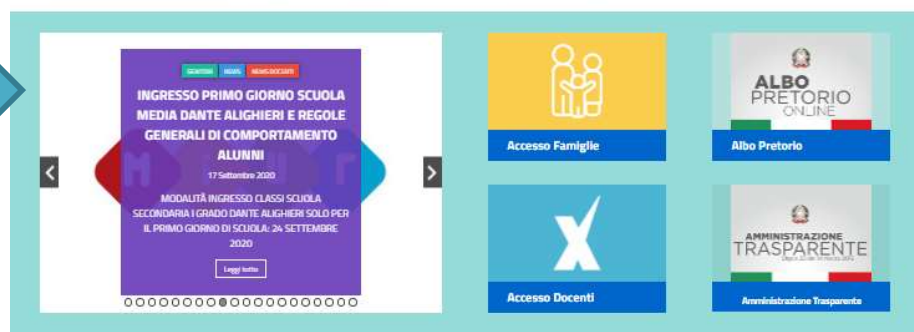 GENITORI NEWS NEWS DOCENTI
INGRESSO PRIMO GIORNO SCUOLA
MEDIA DANTE ALIGHIERI E REGOLE
GENERALI DI COMPORTAMENTO
ALUNNI
17 Settembre 2020
MODALITÀ INGRESSO CLASSI SCUOLA
SECONDARIA I GRADO DANTE ALIGHIERI SOLO PER
IL PRIMO GIORNO DI SCUOLA: 24 SETTEMBRE
2020
Leggi tutto
M I U R
Accesso Famiglie
ALBO
PRETORIO
ONLINE
Albo Pretorio
X
Accesso Docenti
AMMINISTRAZIONE
TRASPARENTE
Amministrazione Trasparente